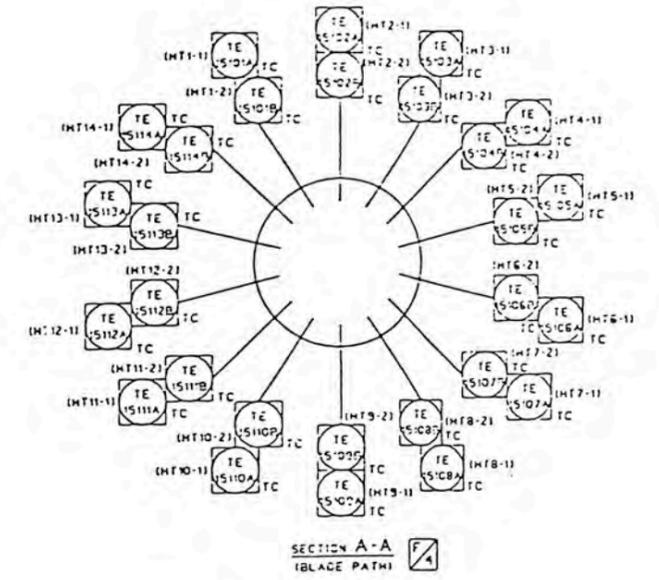 (HT1-1)
TE
15101A
TC
(HT1-2)
TE
15101B
TC
(HT2-1)
TE
15102A
TC
(HT2-2)
TE
15102B
TC
(HT3-1)
TE
15103A
TC
(HT3-2)
TE
15103B
TC
(HT4-1)
TE
15104A
TC
(HT4-2)
TE
15104B
(HT5-2)
(HT5-1)
TE
15105A
TC
TE
15105B
TC
(HT6-2)
TE
15106B
TC
(HT6-1)
TE
15106A
TC
(HT7-2)
TE
15107B
TC
(HT7-1)
TE
15107A
TC
(HT8-2)
TE
15108B
TC
(HT8-1)
TE
15108A
TC
(HT9-2)
TE
TC
(HT9-1)
TE
15109A
TC
(HT10-2)
TE
15110B
TC
(HT10-1)
TE
15110A
TC
(HT11-2)
TE
15111B
TC
(HT11-1)
TE
15111A
TC
(HT12-2)
TE
15112B
TC
(HT12-1)
TE
15112A
TC
(HT13-1)
TE
15113A
TC
(HT13-2)
TE
15113B
TC
(HT14-1)
TE
15114A
TC
(HT14-2)
TE
15114B
TC
SECTION A-A
(BLADE PATH)
F/4